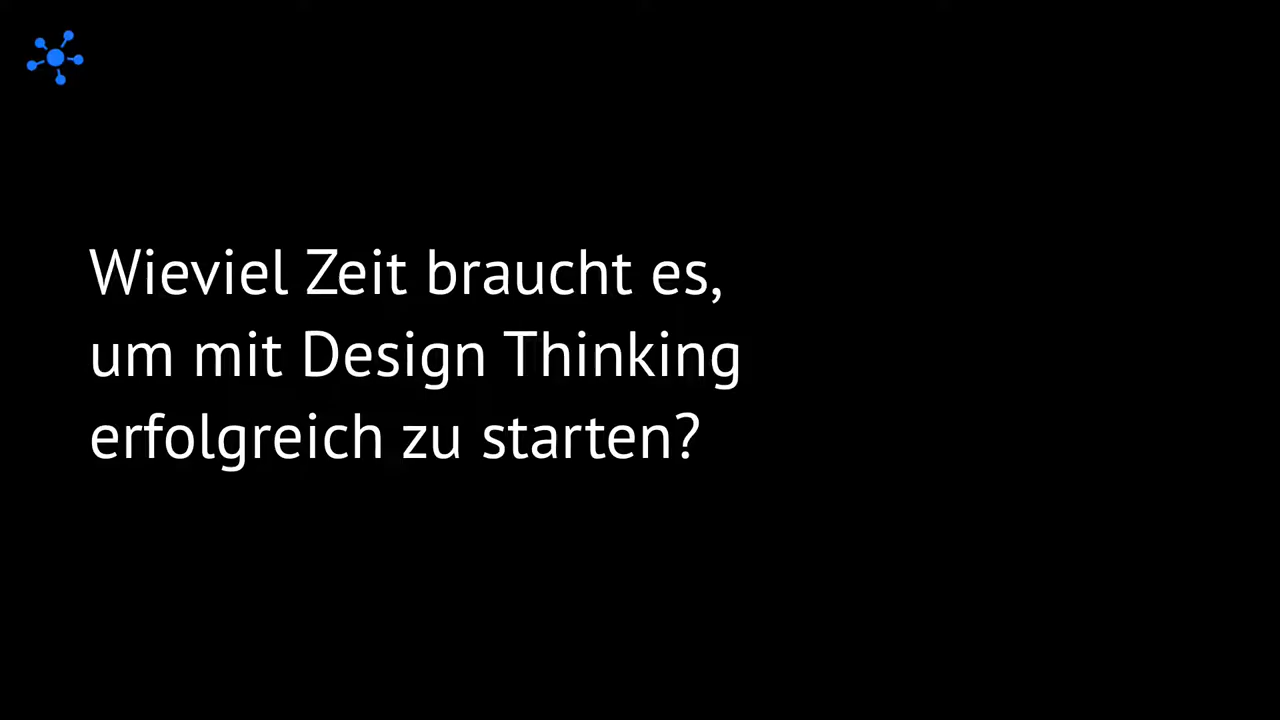 Wieviel Zeit braucht es,
um mit Design Thinking
erfolgreich zu starten?